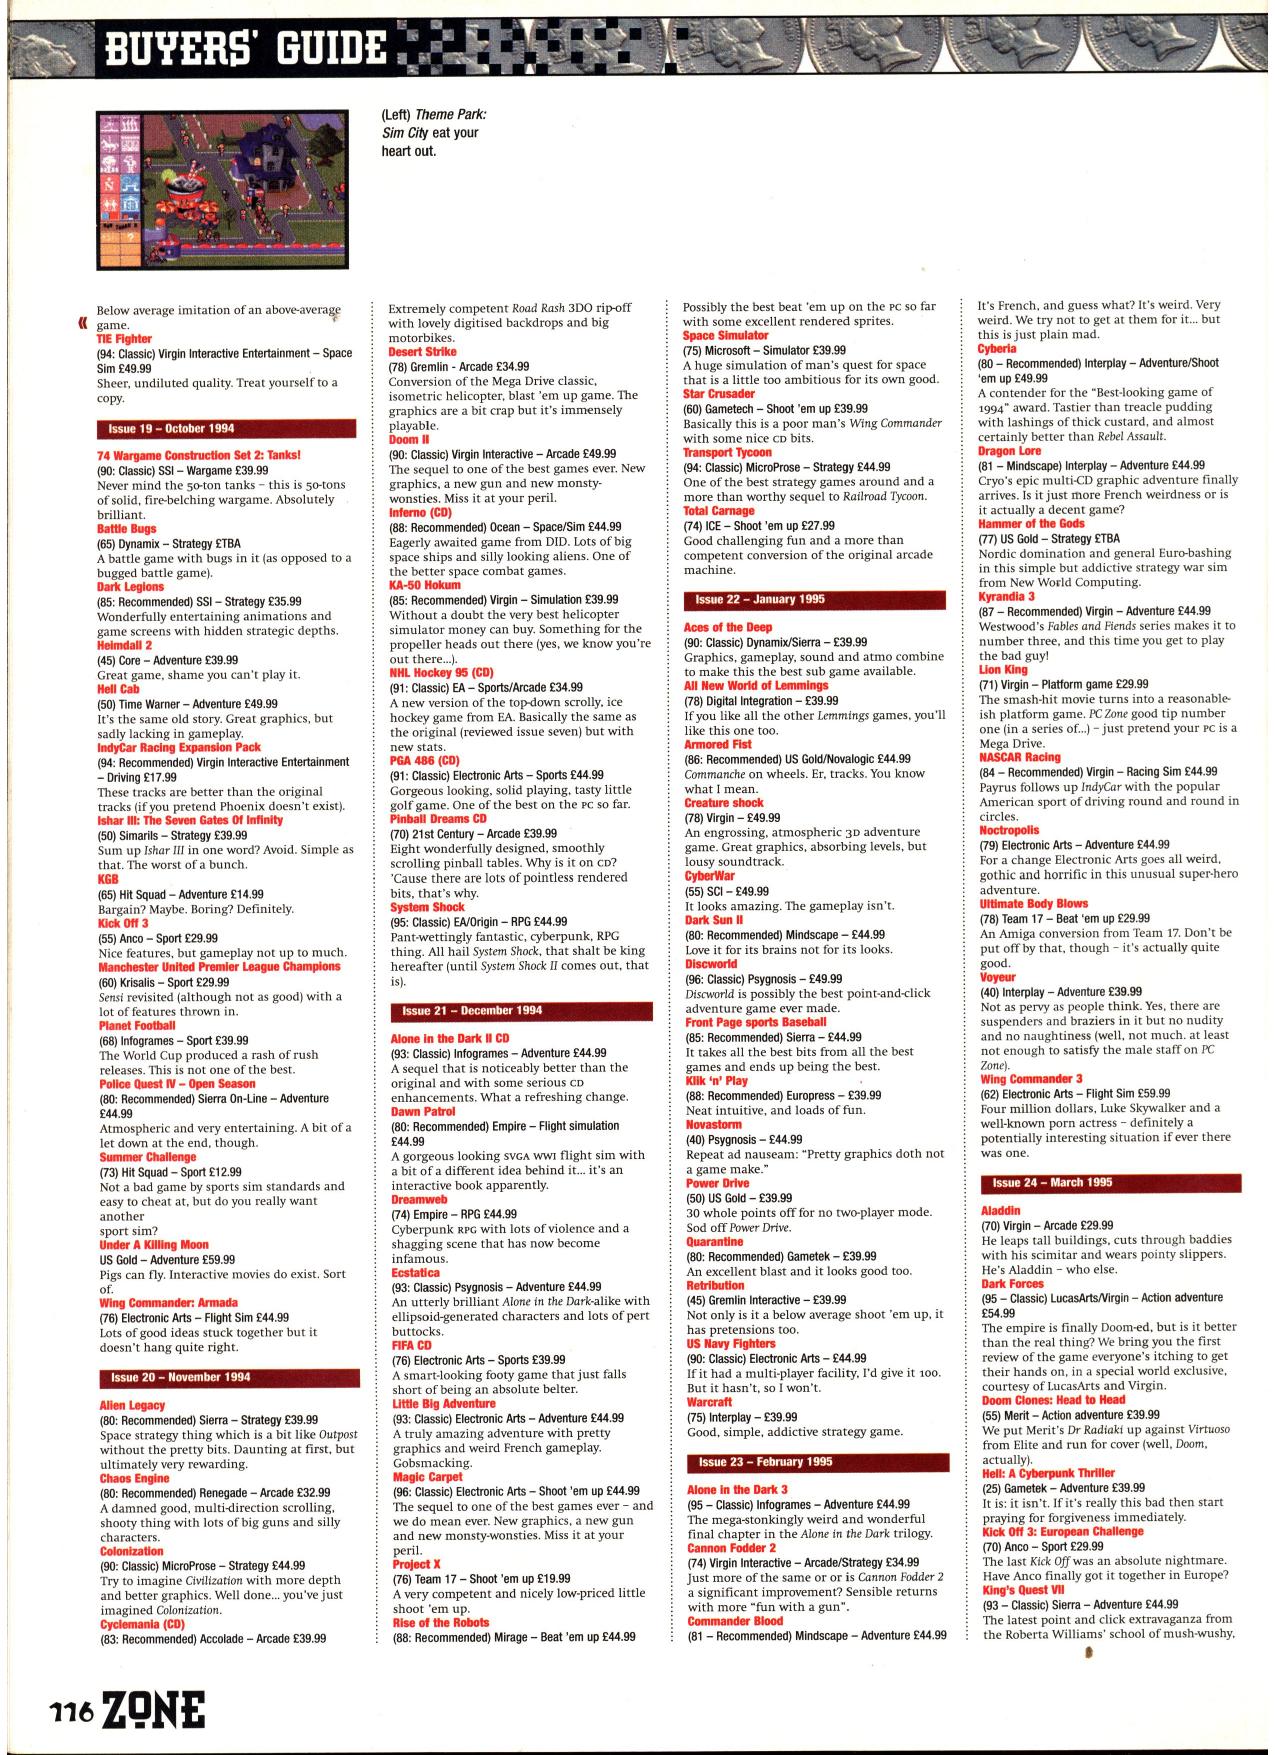 BUYERS' GUIDE
(Left) Theme Park:
Sim City eat your
heart out.
Below average imitation of an above-average
« game.
TIE Fighter
(94: Classic) Virgin Interactive Entertainment – Space
Sim £49.99
Sheer, undiluted quality. Treat yourself to a
copy.
Issue 19 – October 1994
74 Wargame Construction Set 2: Tanks!
(90: Classic) SSI – Wargame £39.99
Never mind the 50-ton tanks – this is 50-tons
of solid, fire-belching wargame. Absolutely
brilliant.
Battle Bugs
(65) Dynamix – Strategy £TBA
A battle game with bugs in it (as opposed to a
bugged battle game).
Dark Legions
(85: Recommended) SSI – Strategy £35.99
Wonderfully entertaining animations and
game screens with hidden strategic depths.
Heimdall 2
(45) Core – Adventure £39.99
Great game, shame you can't play it.
Hell Cab
(50) Time Warner – Adventure £49.99
It's the same old story. Great graphics, but
sadly lacking in gameplay.
IndyCar Racing Expansion Pack
(94: Recommended) Virgin Interactive Entertainment
– Driving £17.99
These tracks are better than the original
tracks (if you pretend Phoenix doesn't exist).
Ishar III: The Seven Gates Of Infinity
(50) Simarils – Strategy £39.99
Sum up Ishar III in one word? Avoid. Simple as
that. The worst of a bunch.
KGB
(65) Hit Squad – Adventure £14.99
Bargain? Maybe. Boring? Definitely.
Kick Off 3
(55) Anco – Sport £29.99
Nice features, but gameplay not up to much.
Manchester United Premier League Champions
(60) Krisalis – Sport £29.99
Sensi revisited (although not as good) with a
lot of features thrown in.
Planet Football
(68) Infogrames – Sport £39.99
The World Cup produced a rash of rush
releases. This is not one of the best.
Police Quest IV – Open Season
(80: Recommended) Sierra On-Line – Adventure
£44.99
Atmospheric and very entertaining. A bit of a
let down at the end, though.
Summer Challenge
(73) Hit Squad – Sport £12.99
Not a bad game by sports sim standards and
easy to cheat at, but do you really want
another
sport sim?
Under A Killing Moon
US Gold – Adventure £59.99
Pigs can fly. Interactive movies do exist. Sort
of.
Wing Commander: Armada
(76) Electronic Arts – Flight Sim £44.99
Lots of good ideas stuck together but it
doesn't hang quite right.
Issue 20 – November 1994
Alien Legacy
(80: Recommended) Sierra – Strategy £39.99
Space strategy thing which is a bit like Outpost
without the pretty bits. Daunting at first, but
ultimately very rewarding.
Chaos Engine
(80: Recommended) Renegade – Arcade £32.99
A damned good, multi-direction scrolling,
shooty thing with lots of big guns and silly
characters.
Colonization
(90: Classic) MicroProse – Strategy £44.99
Try to imagine Civilization with more depth
and better graphics. Well done... you've just
imagined Colonization.
Cyclemania (CD)
(83: Recommended) Accolade – Arcade £39.99
Extremely competent Road Rash 3DO rip-off
with lovely digitised backdrops and big
motorbikes.
Desert Strike
(78) Gremlin - Arcade £34.99
Conversion of the Mega Drive classic,
isometric helicopter, blast 'em up game. The
graphics are a bit crap but it's immensely
playable.
Doom II
(90: Classic) Virgin Interactive – Arcade £49.99
The sequel to one of the best games ever. New
graphics, a new gun and new monsty-
wonsties. Miss it at your peril.
Inferno (CD)
(88: Recommended) Ocean – Space/Sim £44.99
Eagerly awaited game from DID. Lots of big
space ships and silly looking aliens. One of
the better space combat games.
KA-50 Hokum
(85: Recommended) Virgin – Simulation £39.99
Without a doubt the very best helicopter
simulator money can buy. Something for the
propeller heads out there (yes, we know you're
out there...).
NHL Hockey 95 (CD)
(91: Classic) EA – Sports/Arcade £34.99
A new version of the top-down scrolly, ice
hockey game from EA. Basically the same as
the original (reviewed issue seven) but with
new stats.
PGA 486 (CD)
(91: Classic) Electronic Arts – Sports £44.99
Gorgeous looking, solid playing, tasty little
golf game. One of the best on the PC so far.
Pinball Dreams CD
(70) 21st Century – Arcade £39.99
Eight wonderfully designed, smoothly
scrolling pinball tables. Why is it on CD?
'Cause there are lots of pointless rendered
bits, that's why.
System Shock
(95: Classic) EA/Origin – RPG £44.99
Pant-wettingly fantastic, cyberpunk, RPG
thing. All hail System Shock, that shalt be king
hereafter (until System Shock II comes out, that
is).
Issue 21 – December 1994
Alone in the Dark II CD
(93: Classic) Infogrames – Adventure £44.99
A sequel that is noticeably better than the
original and with some serious CD
enhancements. What a refreshing change.
Dawn Patrol
(80: Recommended) Empire – Flight simulation
£44.99
A gorgeous looking SVGA WWI flight sim with
a bit of a different idea behind it... it's an
interactive book apparently.
Dreamweb
(74) Empire – RPG £44.99
Cyberpunk RPG with lots of violence and a
shagging scene that has now become
infamous.
Ecstatica
(93: Classic) Psygnosis – Adventure £44.99
An utterly brilliant Alone in the Dark-alike with
ellipsoid-generated characters and lots of pert
buttocks.
FIFA CD
(76) Electronic Arts – Sports £39.99
A smart-looking footy game that just falls
short of being an absolute belter.
Little Big Adventure
(93: Classic) Electronic Arts – Adventure £44.99
A truly amazing adventure with pretty
graphics and weird French gameplay.
Gobsmacking.
Magic Carpet
(96: Classic) Electronic Arts – Shoot 'em up £44.99
The sequel to one of the best games ever – and
we do mean ever. New graphics, a new gun
and new monsty-wonsties. Miss it at your
peril.
Project X
(76) Team 17 – Shoot 'em up £19.99
A very competent and nicely low-priced little
shoot 'em up.
Rise of the Robots
(88: Recommended) Mirage – Beat 'em up £44.99
Possibly the best beat 'em up on the PC so far
with some excellent rendered sprites.
Space Simulator
(75) Microsoft – Simulator £39.99
A huge simulation of man's quest for space
that is a little too ambitious for its own good.
Star Crusader
(60) Gametech – Shoot 'em up £39.99
Basically this is a poor man's Wing Commander
with some nice CD bits.
Transport Tycoon
(94: Classic) MicroProse – Strategy £44.99
One of the best strategy games around and a
more than worthy sequel to Railroad Tycoon.
Total Carnage
(74) ICE – Shoot 'em up £27.99
Good challenging fun and a more than
competent conversion of the original arcade
machine.
Issue 22 – January 1995
Aces of the Deep
(90: Classic) Dynamix/Sierra – £39.99
Graphics, gameplay, sound and atmo combine
to make this the best sub game available.
All New World of Lemmings
(78) Digital Integration – £39.99
If you like all the other Lemmings games, you'll
like this one too.
Armored Fist
(86: Recommended) US Gold/Novalogic £44.99
Commanche on wheels. Er, tracks. You know
what I mean.
Creature shock
(78) Virgin – £49.99
An engrossing, atmospheric 3D adventure
game. Great graphics, absorbing levels, but
lousy soundtrack.
CyberWar
(55) SCI – £49.99
It looks amazing. The gameplay isn't.
Dark Sun II
(80: Recommended) Mindscape – £44.99
Love it for its brains not for its looks.
Discworld
(96: Classic) Psygnosis – £49.99
Discworld is possibly the best point-and-click
adventure game ever made.
Front Page sports Baseball
(85: Recommended) Sierra – £44.99
It takes all the best bits from all the best
games and ends up being the best.
Klik 'n' Play
(88: Recommended) Europress – £39.99
Neat intuitive, and loads of fun.
Novastorm
(40) Psygnosis – £44.99
Repeat ad nauseam: "Pretty graphics doth not
a game make."
Power Drive
(50) US Gold – £39.99
30 whole points off for no two-player mode.
Sod off Power Drive.
Quarantine
(80: Recommended) Gametek – £39.99
An excellent blast and it looks good too.
Retribution
(45) Gremlin Interactive – £39.99
Not only is it a below average shoot 'em up, it
has pretensions too.
US Navy Fighters
(90: Classic) Electronic Arts – £44.99
If it had a multi-player facility, I'd give it 100.
But it hasn't, so I won't.
Warcraft
(75) Interplay – £39.99
Good, simple, addictive strategy game.
Issue 23 – February 1995
Alone in the Dark 3
(95 – Classic) Infogrames – Adventure £44.99
The mega-stonkingly weird and wonderful
final chapter in the Alone in the Dark trilogy.
Cannon Fodder 2
(74) Virgin Interactive – Arcade/Strategy £34.99
Just more of the same or or is Cannon Fodder 2
a significant improvement? Sensible returns
with more "fun with a gun".
Commander Blood
(81 – Recommended) Mindscape – Adventure £44.99
It's French, and guess what? It's weird. Very
weird. We try not to get at them for it... but
this is just plain mad.
Cyberia
(80 – Recommended) Interplay – Adventure/Shoot
'em up £49.99
A contender for the "Best-looking game of
1994" award. Tastier than treacle pudding
with lashings of thick custard, and almost
certainly better than Rebel Assault.
Dragon Lore
(81 – Mindscape) Interplay – Adventure £44.99
Cryo's epic multi-CD graphic adventure finally
arrives. Is it just more French weirdness or is
it actually a decent game?
Hammer of the Gods
(77) US Gold – Strategy £TBA
Nordic domination and general Euro-bashing
in this simple but addictive strategy war sim
from New World Computing.
Kyrandia 3
(87 – Recommended) Virgin – Adventure £44.99
Westwood's Fables and Fiends series makes it to
number three, and this time you get to play
the bad guy!
Lion King
(71) Virgin – Platform game £29.99
The smash-hit movie turns into a reasonable-
ish platform game. PC Zone good tip number
one (in a series of...) – just pretend your PC is a
Mega Drive.
NASCAR Racing
(84 – Recommended) Virgin – Racing Sim £44.99
Payrus follows up IndyCar with the popular
American sport of driving round and round in
circles.
Noctropolis
(79) Electronic Arts – Adventure £44.99
For a change Electronic Arts goes all weird,
gothic and horrific in this unusual super-hero
adventure.
Ultimate Body Blows
(78) Team 17 – Beat 'em up £29.99
An Amiga conversion from Team 17. Don't be
put off by that, though – it's actually quite
good.
Voyeur
(40) Interplay – Adventure £39.99
Not as pervy as people think. Yes, there are
suspenders and braziers in it but no nudity
and no naughtiness (well, not much. at least
not enough to satisfy the male staff on PC
Zone).
Wing Commander 3
(62) Electronic Arts – Flight Sim £59.99
Four million dollars, Luke Skywalker and a
well-known porn actress – definitely a
potentially interesting situation if ever there
was one.
Issue 24 – March 1995
Aladdin
(70) Virgin – Arcade £29.99
He leaps tall buildings, cuts through baddies
with his scimitar and wears pointy slippers.
He's Aladdin – who else.
Dark Forces
(95 – Classic) LucasArts/Virgin – Action adventure
£54.99
The empire is finally Doom-ed, but is it better
than the real thing? We bring you the first
review of the game everyone's itching to get
their hands on, in a special world exclusive,
courtesy of LucasArts and Virgin.
Doom Clones: Head to Head
(55) Merit – Action adventure £39.99
We put Merit's Dr Radiaki up against Virtuoso
from Elite and run for cover (well, Doom,
actually).
Hell: A Cyberpunk Thriller
(25) Gametek – Adventure £39.99
It is: it isn't. If it's really this bad then start
praying for forgiveness immediately.
Kick Off 3: European Challenge
(70) Anco – Sport £29.99
The last Kick Off was an absolute nightmare.
Have Anco finally got it together in Europe?
King's Quest VII
(93 – Classic) Sierra – Adventure £44.99
The latest point and click extravaganza from
the Roberta Williams' school of mush-wushy,
116 ZONE